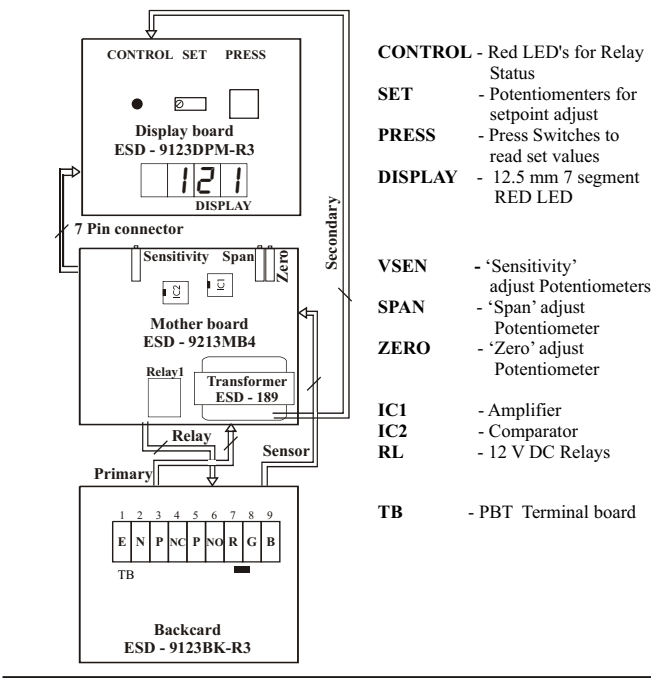 CONTROL SET PRESS
Display board
ESD - 9123DPM-R3
121
DISPLAY
7 Pin connector
Secondary
Sensitivity Span Zero
IC2 IC1
Mother board
ESD - 9213MB4
Relay1
Transformer
ESD - 189
Relay
Sensor
Primary
1 2 3 4 5 6 7 8 9
E N P NC P NO R G B
TB
Backcard
ESD - 9123BK-R3
CONTROL - Red LED's for Relay
Status
SET - Potentiomenters for
setpoint adjust
PRESS - Press Switches to
read set values
DISPLAY - 12.5 mm 7 segment
RED LED
VSEN - ‘Sensitivity’
adjust Potentiometers
SPAN - ‘Span’ adjust
Potentiometer
ZERO - ‘Zero’ adjust
Potentiometer
IC1 - Amplifier
IC2 - Comparator
RL - 12 V DC Relays
TB - PBT Terminal board